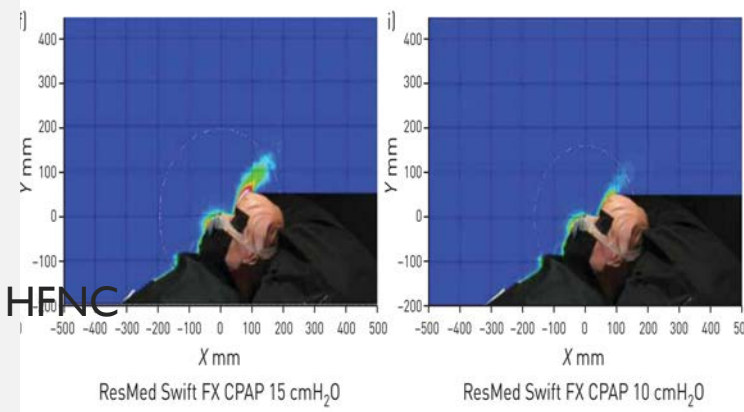 f)
400
300
200
100
0
-100
Y mm
HFNC
-500 -400 -300 -200 -100 0 100 200 300 400 500
X mm
ResMed Swift FX CPAP 15 cmH₂O
i)
400
300
200
100
0
-100
-200
Y mm
-500 -400 -300 -200 -100 0 100 200 300 400
X mm
ResMed Swift FX CPAP 10 cmH₂O